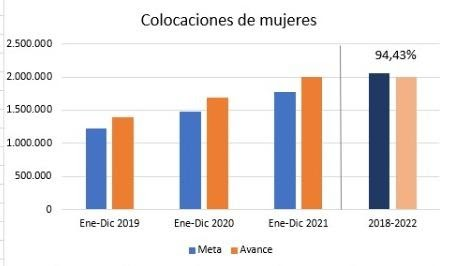 Colocaciones de mujeres
2.500.000
94,43%
2.000.000
1.500.000
1.000.000
500.000
0
Ene-Dic 2019 Ene-Dic 2020 Ene-Dic 2021 2018-2022
Meta Avance